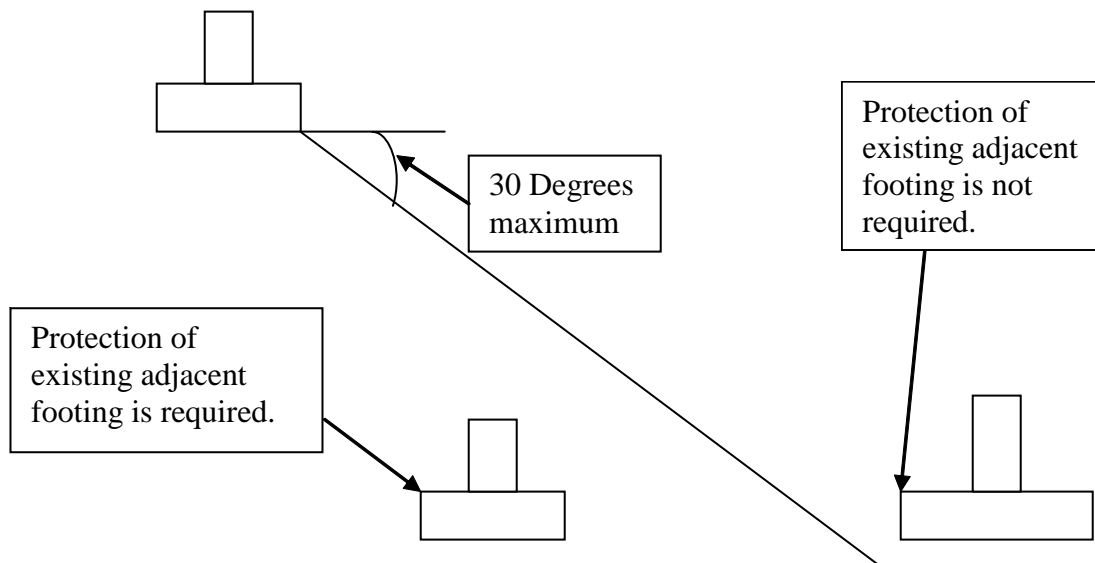 Protection of
existing adjacent
footing is not
required.
30 Degrees
maximum
Protection of
existing adjacent
footing is required.